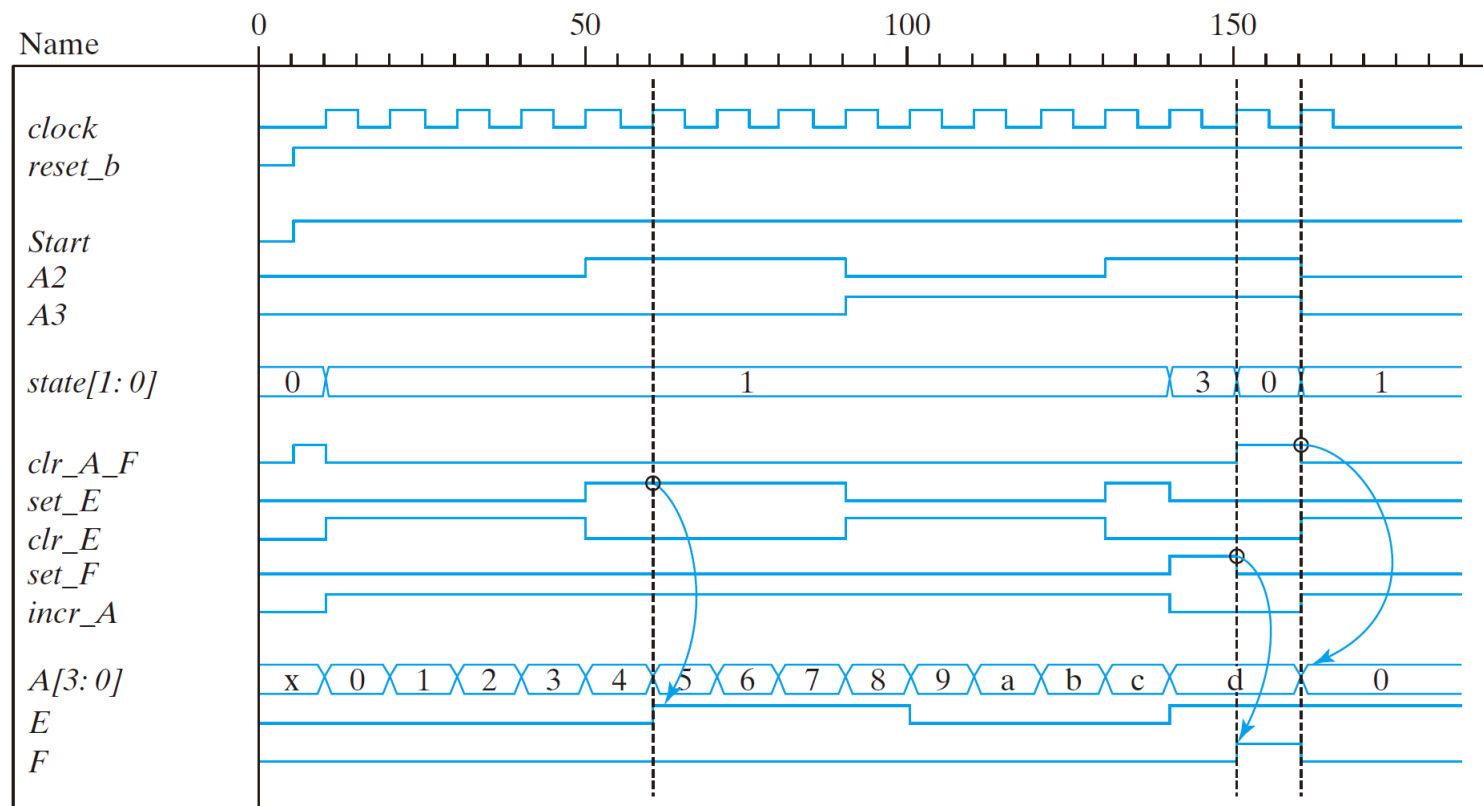 0 50 100 150
Name
clock
reset_b
Start
A2
A3
state[1: 0] 0 1 3 0 1
clr_A_F
set_E
clr_E
set_F
incr_A
A[3: 0] x 0 1 2 3 4 5 6 7 8 9 a b c d 0
E
F